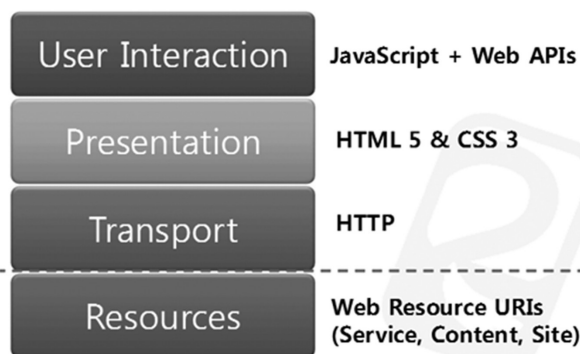 User Interaction
JavaScript + Web APIs
Presentation
HTML 5 & CSS 3
Transport
HTTP
Resources
Web Resource URIs
(Service, Content, Site)